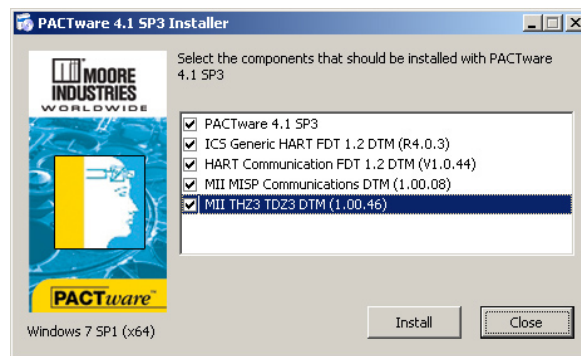 PACTware 4.1 SP3 Installer
MOORE
INDUSTRIES
WORLDWIDE
PACTware™
Windows 7 SP1 (x64)
Select the components that should be installed with PACTware
4.1 SP3
PACTware 4.1 SP3
ICS Generic HART FDT 1.2 DTM (R4.0.3)
HART Communication FDT 1.2 DTM (V1.0.44)
MII MISP Communications DTM (1.00.08)
MII THZ3 TDZ3 DTM (1.00.46)
Install
Close